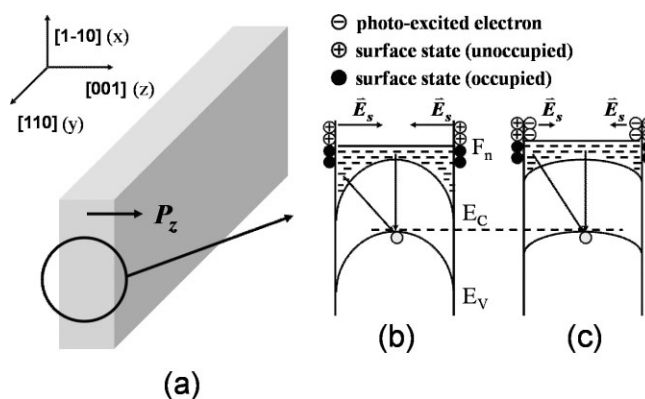 [1-10] (x)
[001] (z)
[110] (y)
P_z
(a)
⊖ photo-excited electron
⊕ surface state (unoccupied)
● surface state (occupied)
E_s E_s
F_n
E_C
E_V
(b)
E_s E_s
(c)